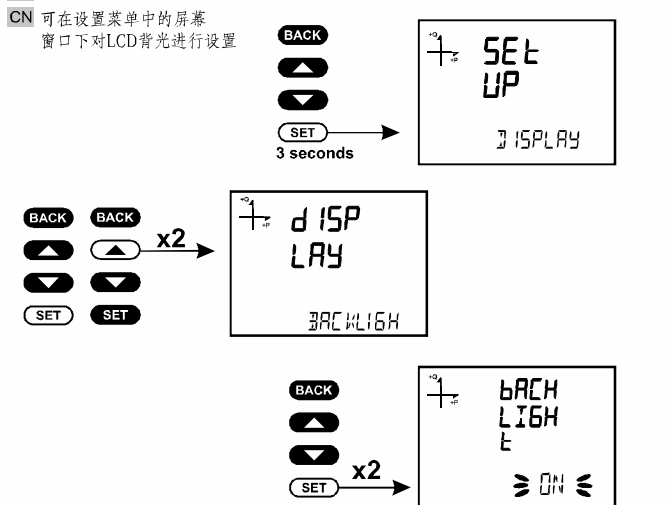 CN 可在设置菜单中的屏幕
窗口下对LCD背光进行设置
BACK
SET
3 seconds
+Q
+P
SEt
UP
DISPLAY
BACK BACK
x2
SET SET
+Q
+P
dISP
LAY
BACKLIGH
BACK
x2
SET
+Q
+P
bACH
LIGH
t
ON